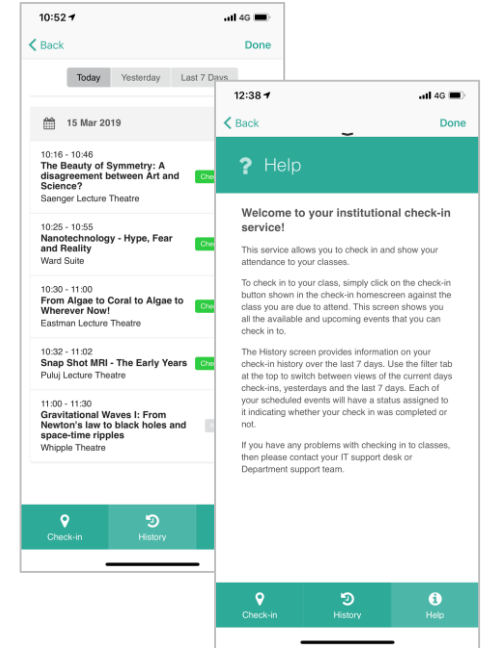 10:52
4G
Back
Done
Today Yesterday Last 7 Days
15 Mar 2019
10:16 - 10:46
The Beauty of
Symmetry: A
disagreement between Art and
Science?
Saenger Lecture Theatre
10:25 - 10:55
Nanotechnology - Hype, Fear
and Reality
Ward Suite
10:30 - 11:00
From Algae to Coral to Algae to
Wherever Now!
Eastman Lecture Theatre
10:32 - 11:02
Snap Shot MRI - The Early Years
Puluj Lecture Theatre
11:00 - 11:30
Gravitational Waves I: From
Newton's law to black holes and
space-time ripples
Whipple Theatre
Check-in
History
12:38
4G
Back
Done
? Help
Welcome to your institutional check-in
service!
This service allows you to check in and show your
attendance to your classes.
To check in to your class, simply click on the check-in
button shown in the check-in homescreen against the
class you are due to attend. This screen shows you
all the available and upcoming events that you can
check in to.
The History screen provides information on your
check-in history over the last 7 days. Use the filter tab
at the top to switch between views of the current days
check-ins, yesterdays and the last 7 days. Each of
your scheduled events will have a status assigned to
it indicating whether your check in was completed or
not.
If you have any problems with checking in to classes,
then please contact your IT support desk or
Department support team.
Check-in
History
Help